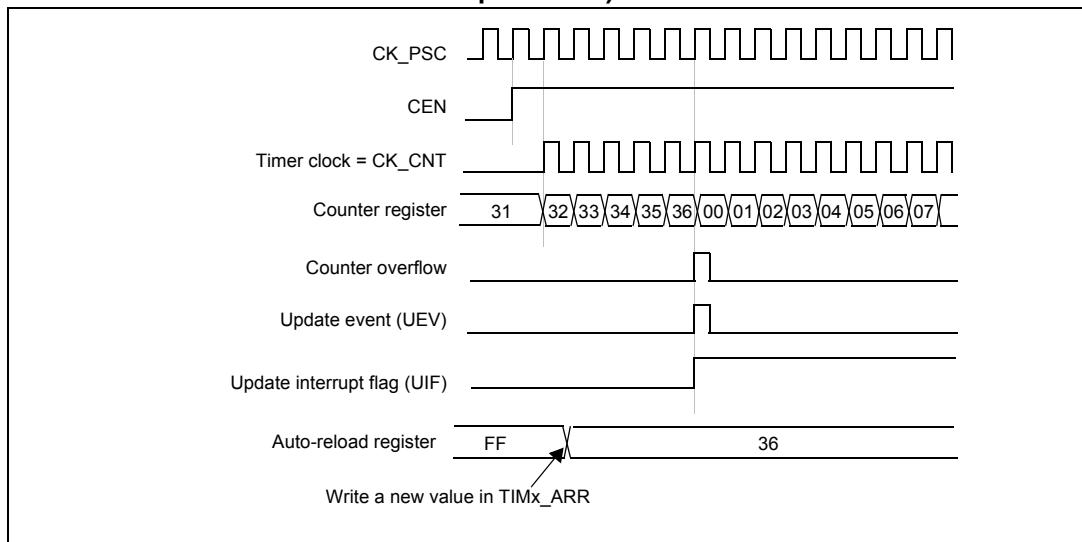 CK_PSC
CEN
Timer clock = CK_CNT
Counter register 31 32 33 34 35 36 00 01 02 03 04 05 06 07
Counter overflow
Update event (UEV)
Update interrupt flag (UIF)
Auto-reload register FF 36
Write a new value in TIMx_ARR